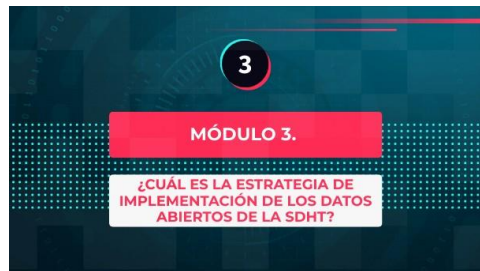 3
MÓDULO 3.
¿CUÁL ES LA ESTRATEGIA DE
IMPLEMENTACIÓN DE LOS DATOS
ABIERTOS DE LA SDHT?